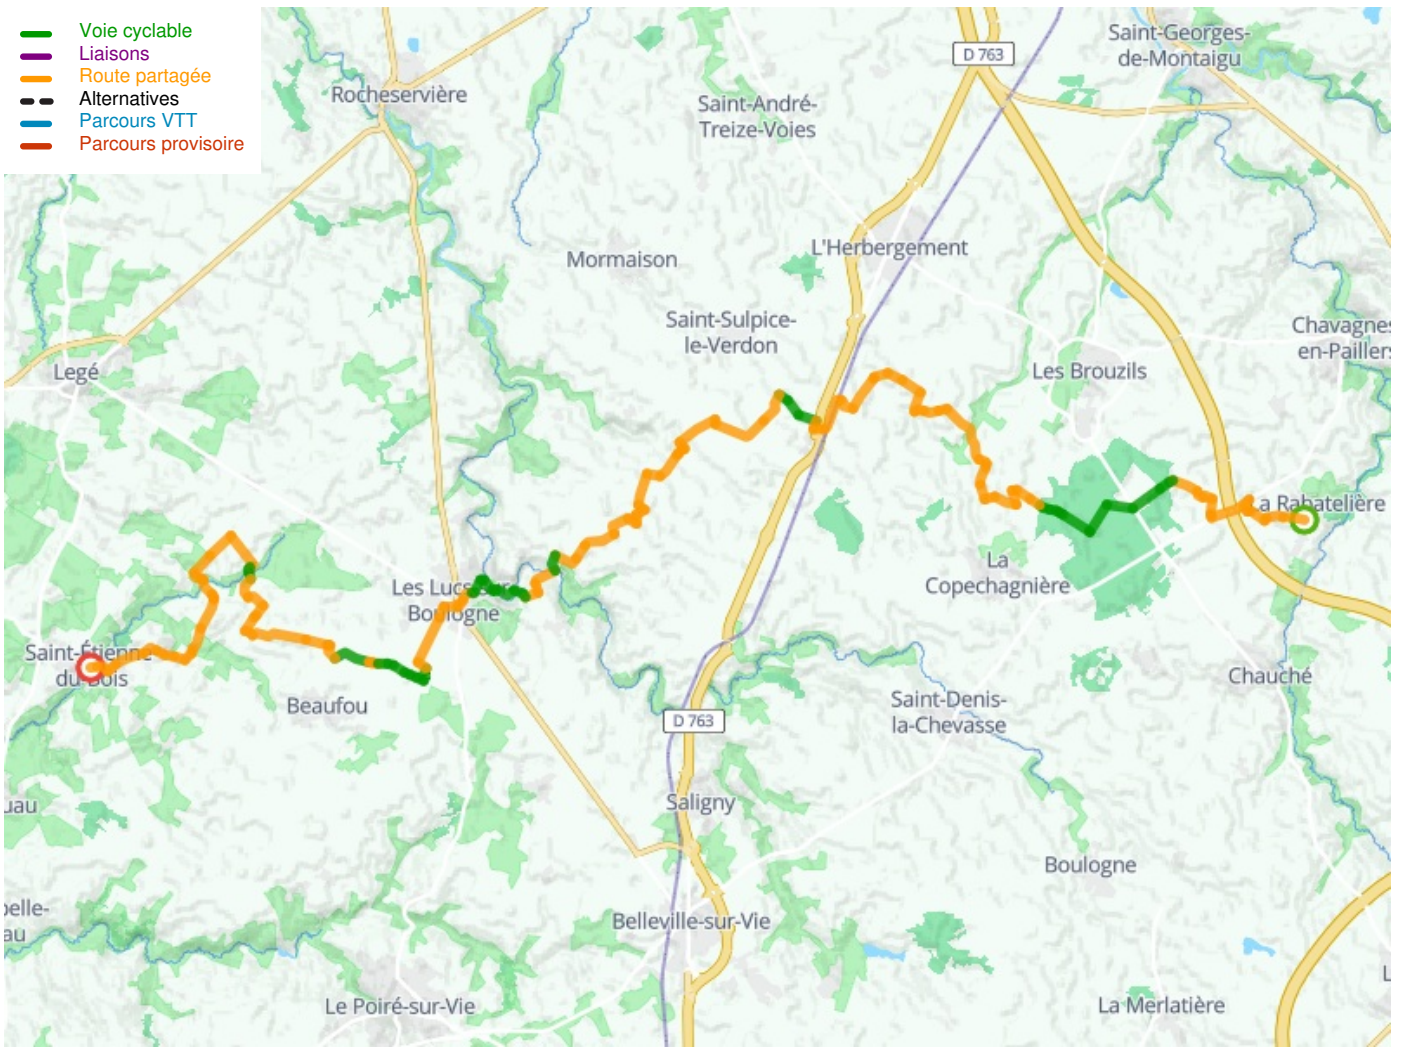 Voie cyclable
Liaisons
Route partagée
Alternatives
Parcours VTT
Parcours provisoire
Saint-Georges-
de-Montaigu
D 763
Rocheservière
Saint-André-
Treize-Voies
L'Herbergement
Mormaison
Saint-Sulpice-
le-Verdon
Chavagnes
en-Paillers
Legé
Les Brouzils
a Rabatelière
La
Copechagnière
Les Lucs-sur-
Boulogne
Saint-Étienne
du-Bois
Beaufou
Chauché
Saint-Denis-
la-Chevasse
D 763
Saligny
uau
Boulogne
pelle-
au
Belleville-sur-Vie
L
Le Poiré-sur-Vie
La Merlatière